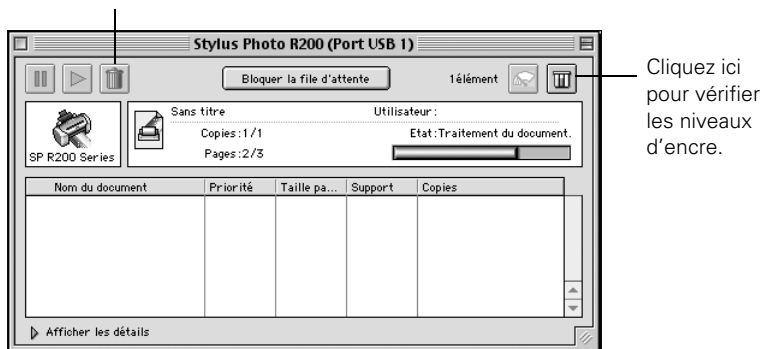 Stylus Photo R200 (Port USB 1)
Bloquer la file d'attente
1 élément
Cliquez ici
pour vérifier
les niveaux
d'encre.
SP R200 Series
Sans titre
Utilisateur :
Copies : 1/1
Etat : Traitement du document.
Pages : 2/3
Nom du document Priorité Taille pa... Support Copies
Afficher les détails